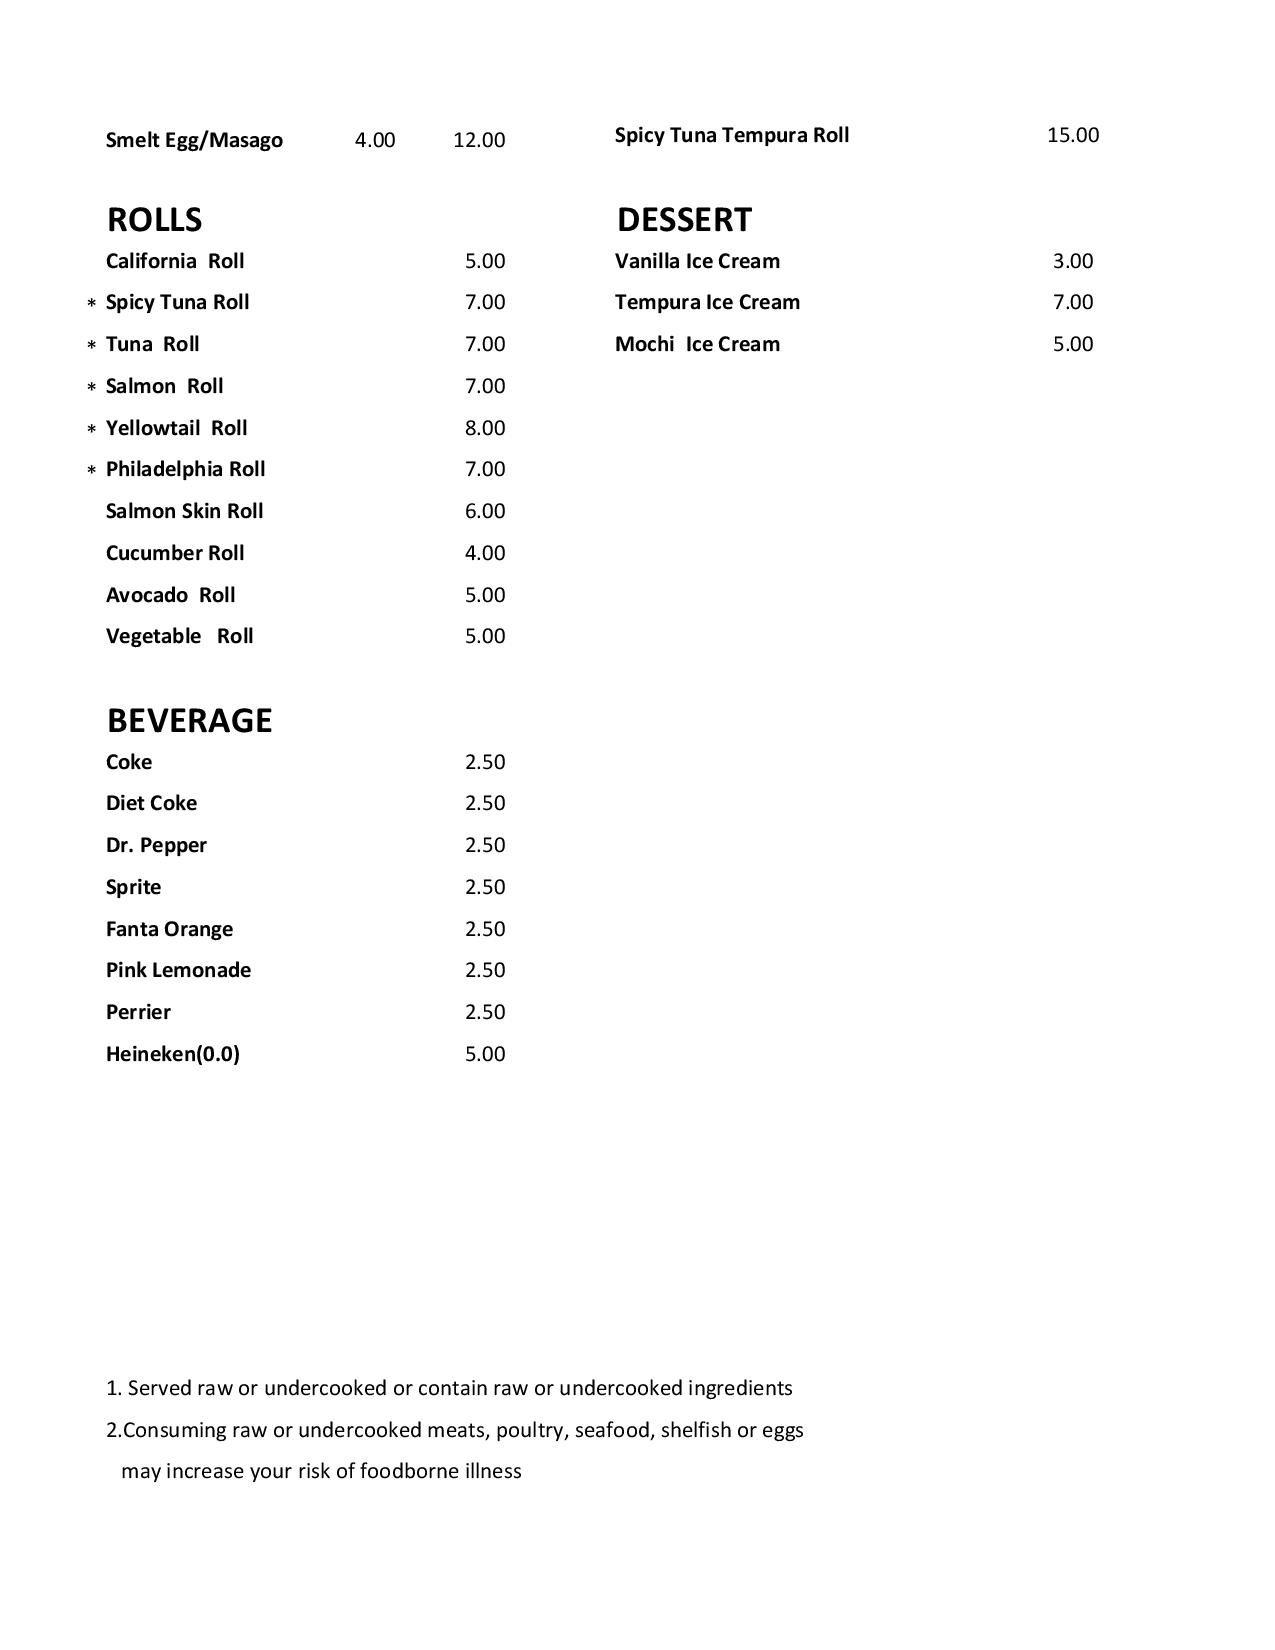 Smelt Egg/Masago 4.00 12.00
Spicy Tuna Tempura Roll 15.00
ROLLS
California Roll 5.00
* Spicy Tuna Roll 7.00
* Tuna Roll 7.00
* Salmon Roll 7.00
* Yellowtail Roll 8.00
* Philadelphia Roll 7.00
Salmon Skin Roll 6.00
Cucumber Roll 4.00
Avocado Roll 5.00
Vegetable Roll 5.00
DESSERT
Vanilla Ice Cream 3.00
Tempura Ice Cream 7.00
Mochi Ice Cream 5.00
BEVERAGE
Coke 2.50
Diet Coke 2.50
Dr. Pepper 2.50
Sprite 2.50
Fanta Orange 2.50
Pink Lemonade 2.50
Perrier 2.50
Heineken(0.0) 5.00
1. Served raw or undercooked or contain raw or undercooked ingredients
2.Consuming raw or undercooked meats, poultry, seafood, shelfish or eggs
may increase your risk of foodborne illness